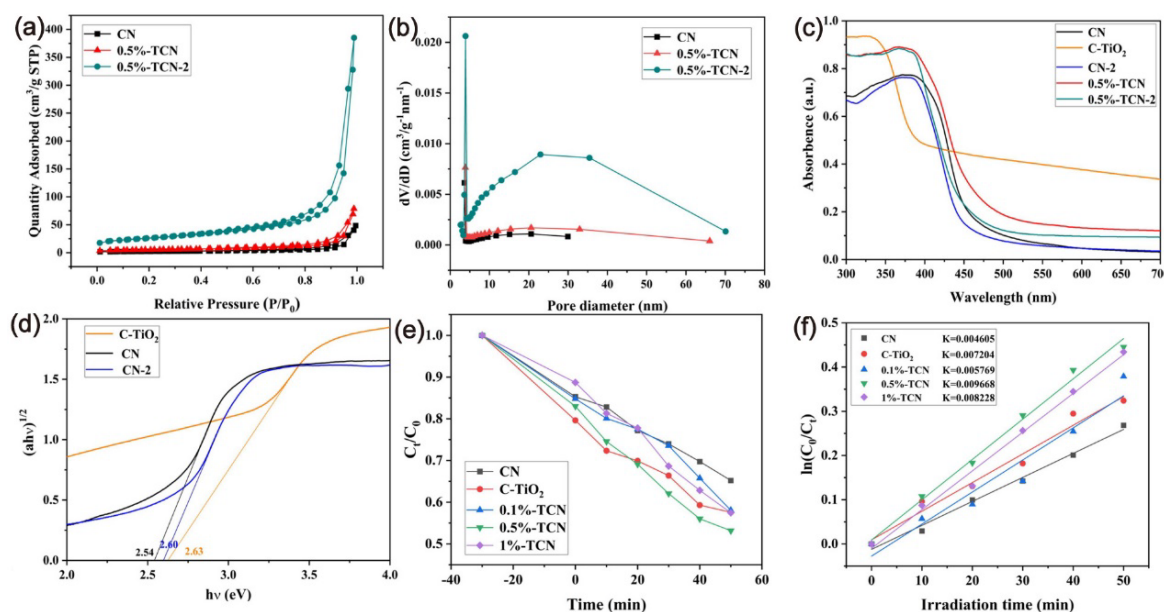 (a)
CN
0.5%-TCN
0.5%-TCN-2
400
350
300
250
200
150
100
50
0
Quantity Adsorbed (cm³/g STP)
0.0 0.2 0.4 0.6 0.8 1.0
Relative Pressure (P/P₀)
(b)
CN
0.5%-TCN
0.5%-TCN-2
0.020
0.015
0.010
0.005
0.000
dV/dD (cm³/g⁻¹nm⁻¹)
0 10 20 30 40 50 60 70 80
Pore diameter (nm)
(c)
CN
C-TiO₂
CN-2
0.5%-TCN
0.5%-TCN-2
1.0
0.8
0.6
0.4
0.2
0.0
Absorbence (a.u.)
300 350 400 450 500 550 600 650 700
Wavelength (nm)
(d)
C-TiO₂
CN
CN-2
1.5
1.0
0.5
0.0
(ahν)¹ᐟ²
2.54
2.60
2.63
2.0 2.5 3.0 3.5 4.0
hν (eV)
(e)
CN
C-TiO₂
0.1%-TCN
0.5%-TCN
1%-TCN
1.0
0.9
0.8
0.7
0.6
0.5
Cₜ/C₀
-40 -30 -20 -10 0 10 20 30 40 50 60
Time (min)
(f)
CN K=0.004605
C-TiO₂ K=0.007204
0.1%-TCN K=0.005769
0.5%-TCN K=0.009668
1%-TCN K=0.008228
0.5
0.4
0.3
0.2
0.1
0.0
ln(C₀/Cₜ)
0 10 20 30 40 50
Irradiation time (min)